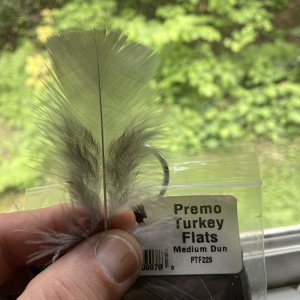 Premo
Turkey
Flats
Medium Dun
PTF229